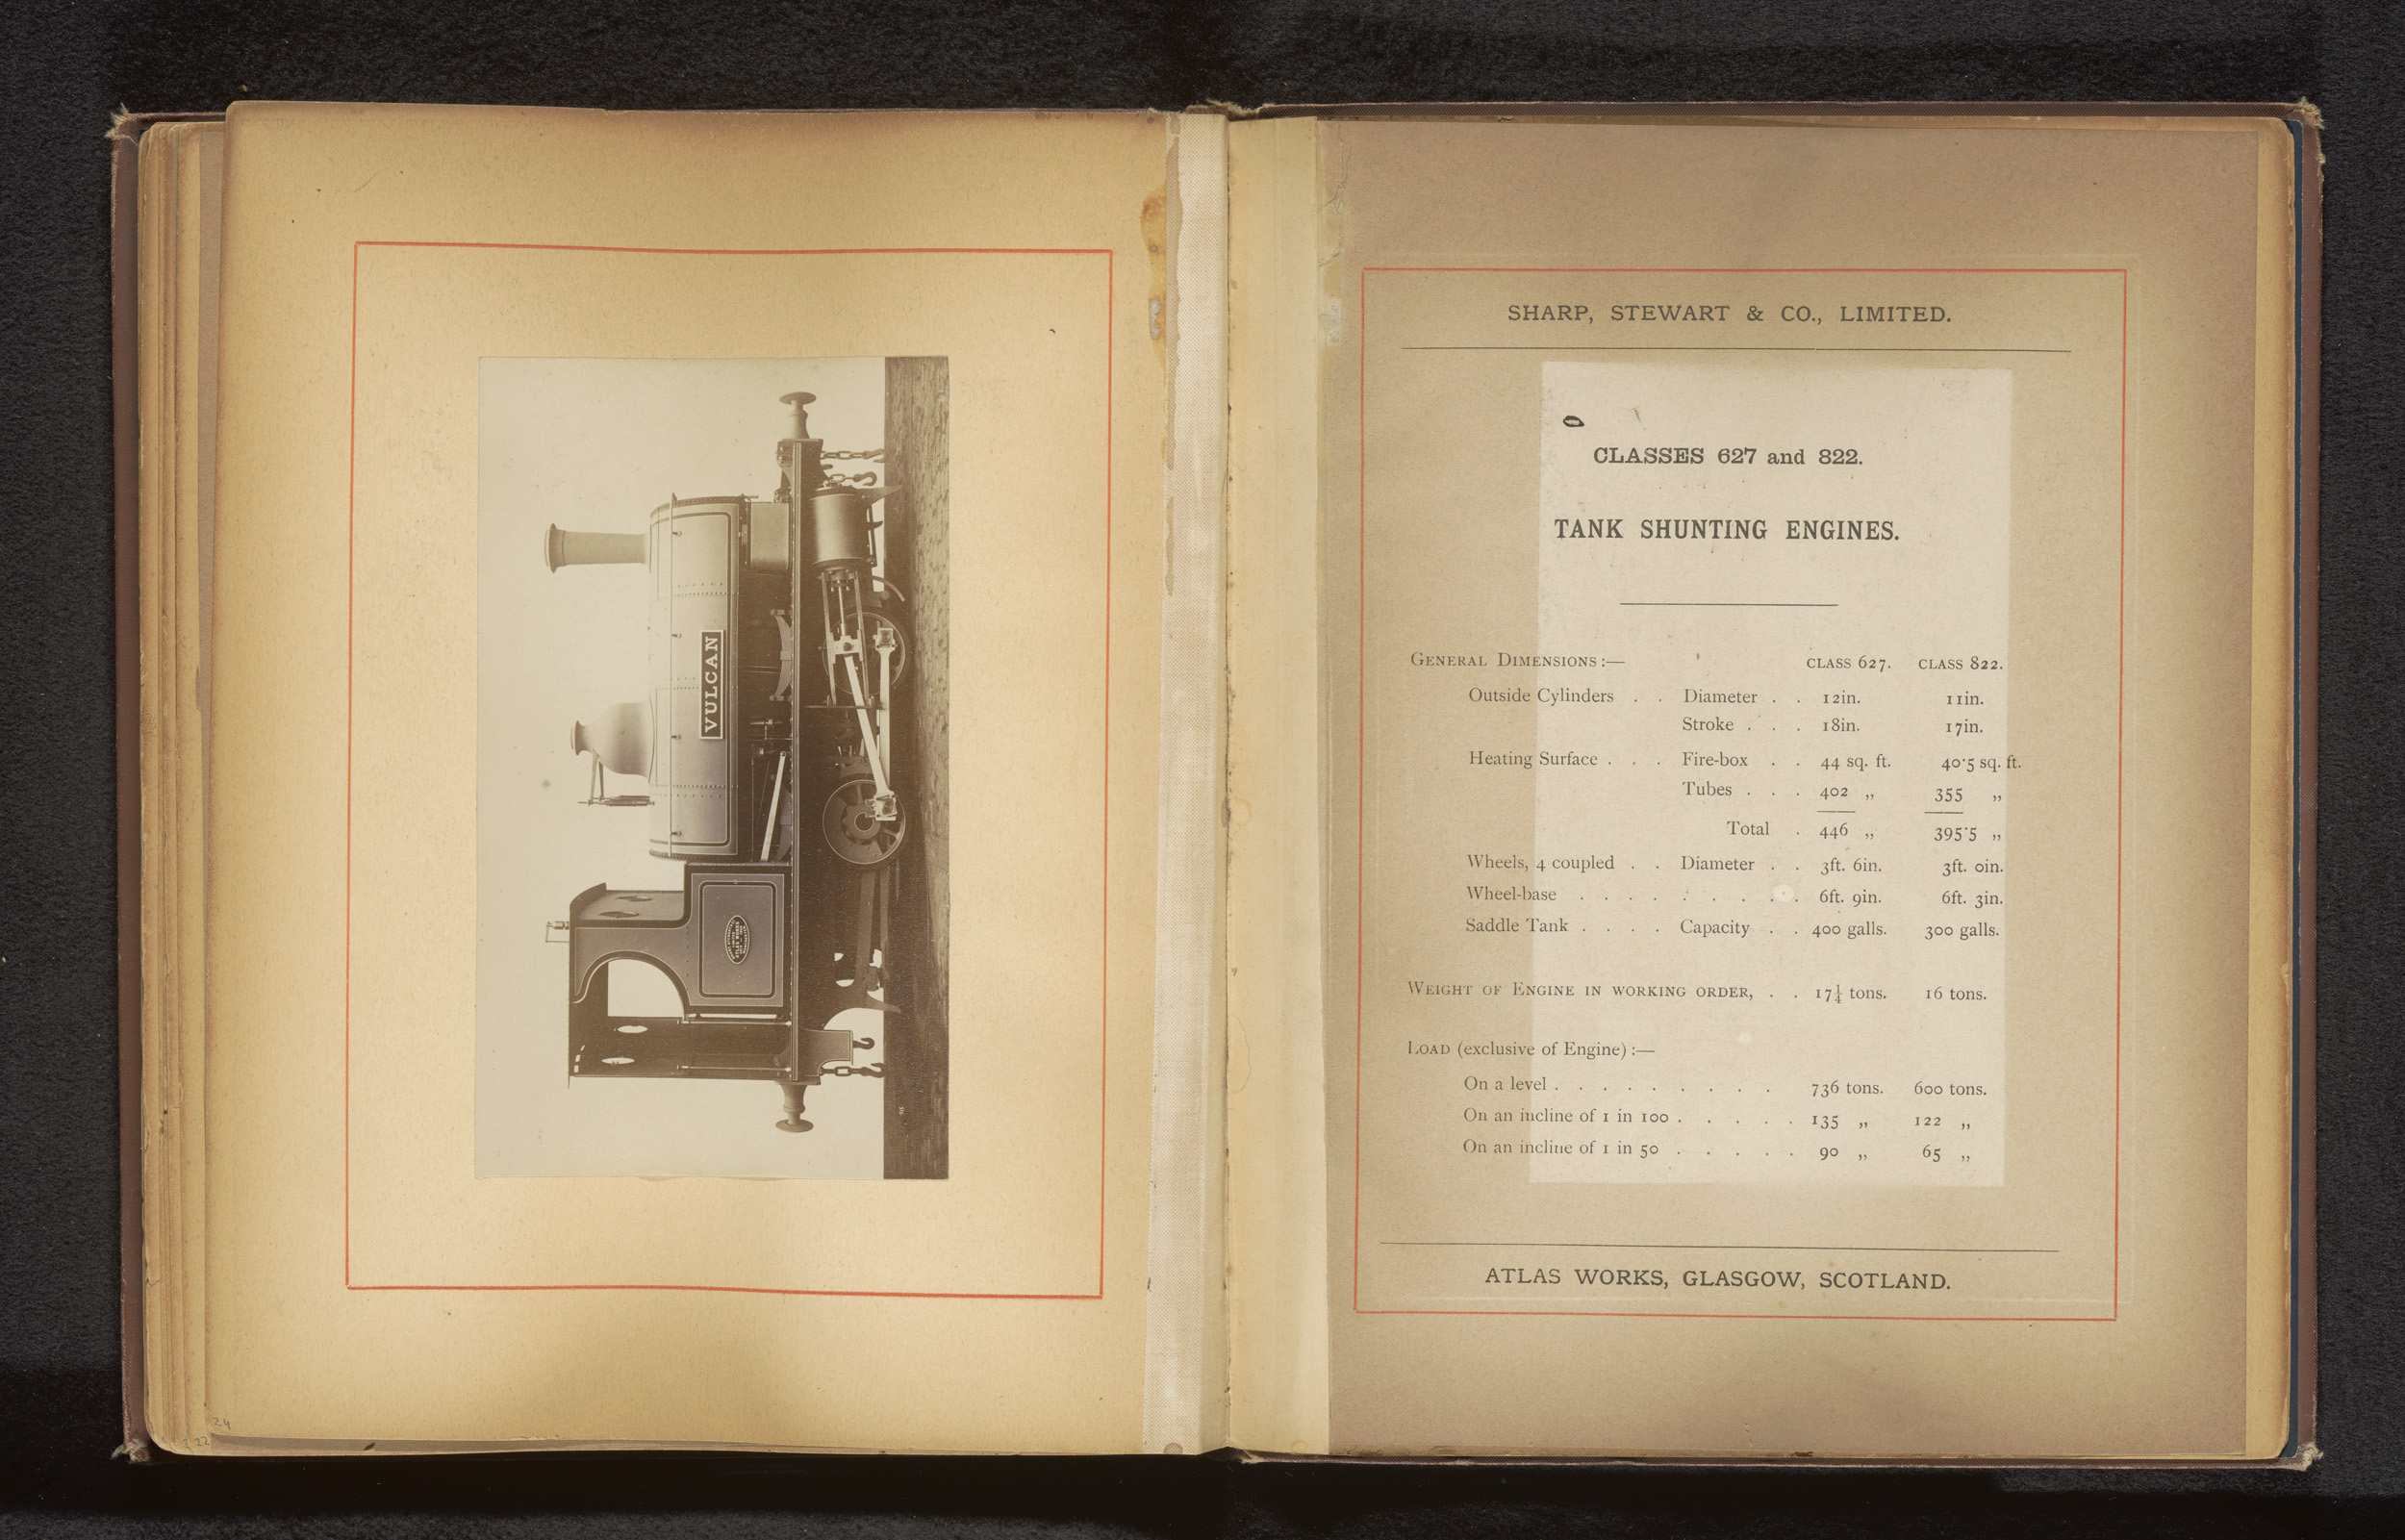 VULCAN
ATLAS WORKS
24
22
SHARP, STEWART & CO., LIMITED.
CLASSES 627 and 822.
TANK SHUNTING ENGINES.
GENERAL DIMENSIONS:— CLASS 627. CLASS 822.
Outside Cylinders . . Diameter . . 12in. 11in.
Stroke . . . 18in. 17in.
Heating Surface . . . Fire-box . . 44 sq. ft. 40·5 sq. ft.
Tubes . . . 402 „ 355 „
Total . 446 „ 395·5 „
Wheels, 4 coupled . . Diameter . . 3ft. 6in. 3ft. 0in.
Wheel-base . . . . . . . . 6ft. 9in. 6ft. 3in.
Saddle Tank . . . . Capacity . . 400 galls. 300 galls.
WEIGHT OF ENGINE IN WORKING ORDER, . . 17¼ tons. 16 tons.
LOAD (exclusive of Engine):—
On a level . . . . . . . . 736 tons. 600 tons.
On an incline of 1 in 100 . . . . . 135 „ 122 „
On an incline of 1 in 50 . . . . . 90 „ 65 „
ATLAS WORKS, GLASGOW, SCOTLAND.